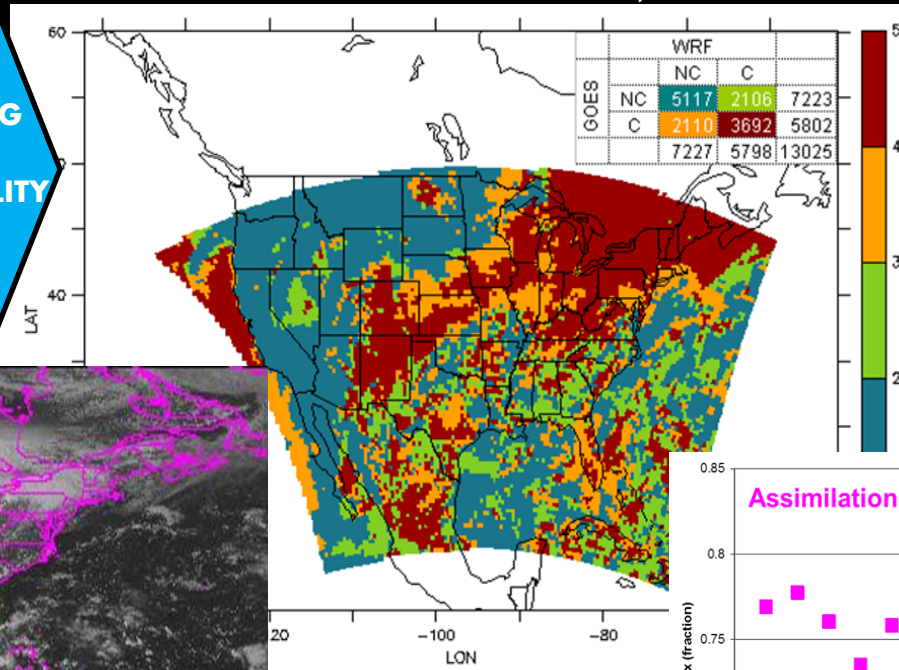 G
LITY
60
WRF
NC C
GOES
NC 5117 2106 7223
C 2110 3692 5802
7227 5798 13025
5
4
3
2
40
LAT
20 −100 −80
LON
0.85
Assimilation
0.8
0.75
x (fraction)